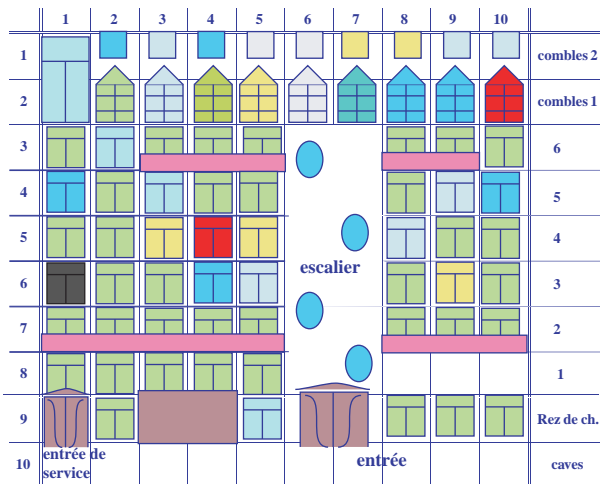 1 2 3 4 5 6 7 8 9 10
1 combles 2
2 combles 1
3 6
4 5
5 4
escalier
6 3
7 2
8 1
9 Rez de ch.
entrée de
service
entrée
10 caves